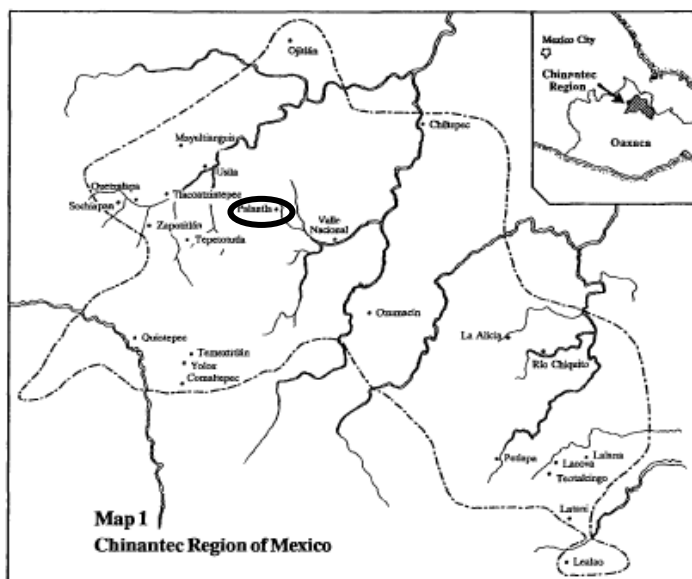 Ojitlán
Mexico City
Chinantec
Region
Oaxaca
Chiltepec
Mayultianguis
Usila
Quetzalapa
Tlacoatzintepec
Sochiapan
Palantla
Zapotitlán
Tepetotutla
Valle
Nacional
Ozumacín
Quiotepec
Temextitlán
Yolox
Comaltepec
La Alicia
Río Chiquito
Petlapa
Lalana
Lacova
Teotalcingo
Latani
Lealao
Map 1
Chinantec Region of Mexico